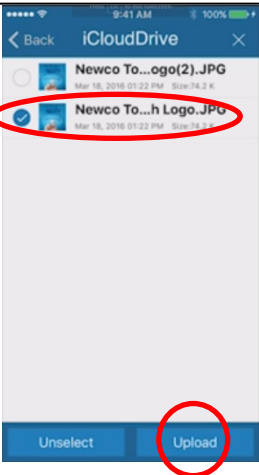 9:41 AM 100%
Back iCloudDrive
Newco To...ogo(2).JPG
Mar 18, 2016 01:22 PM Size:74.2 K
Newco To...h Logo.JPG
Mar 18, 2016 01:22 PM Size:74.2 K
Unselect Upload